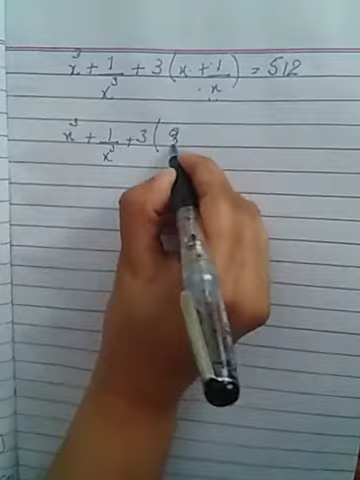 x³ + 1/x³ + 3(x + 1/x) = 512
x³ + 1/x³ + 3(8